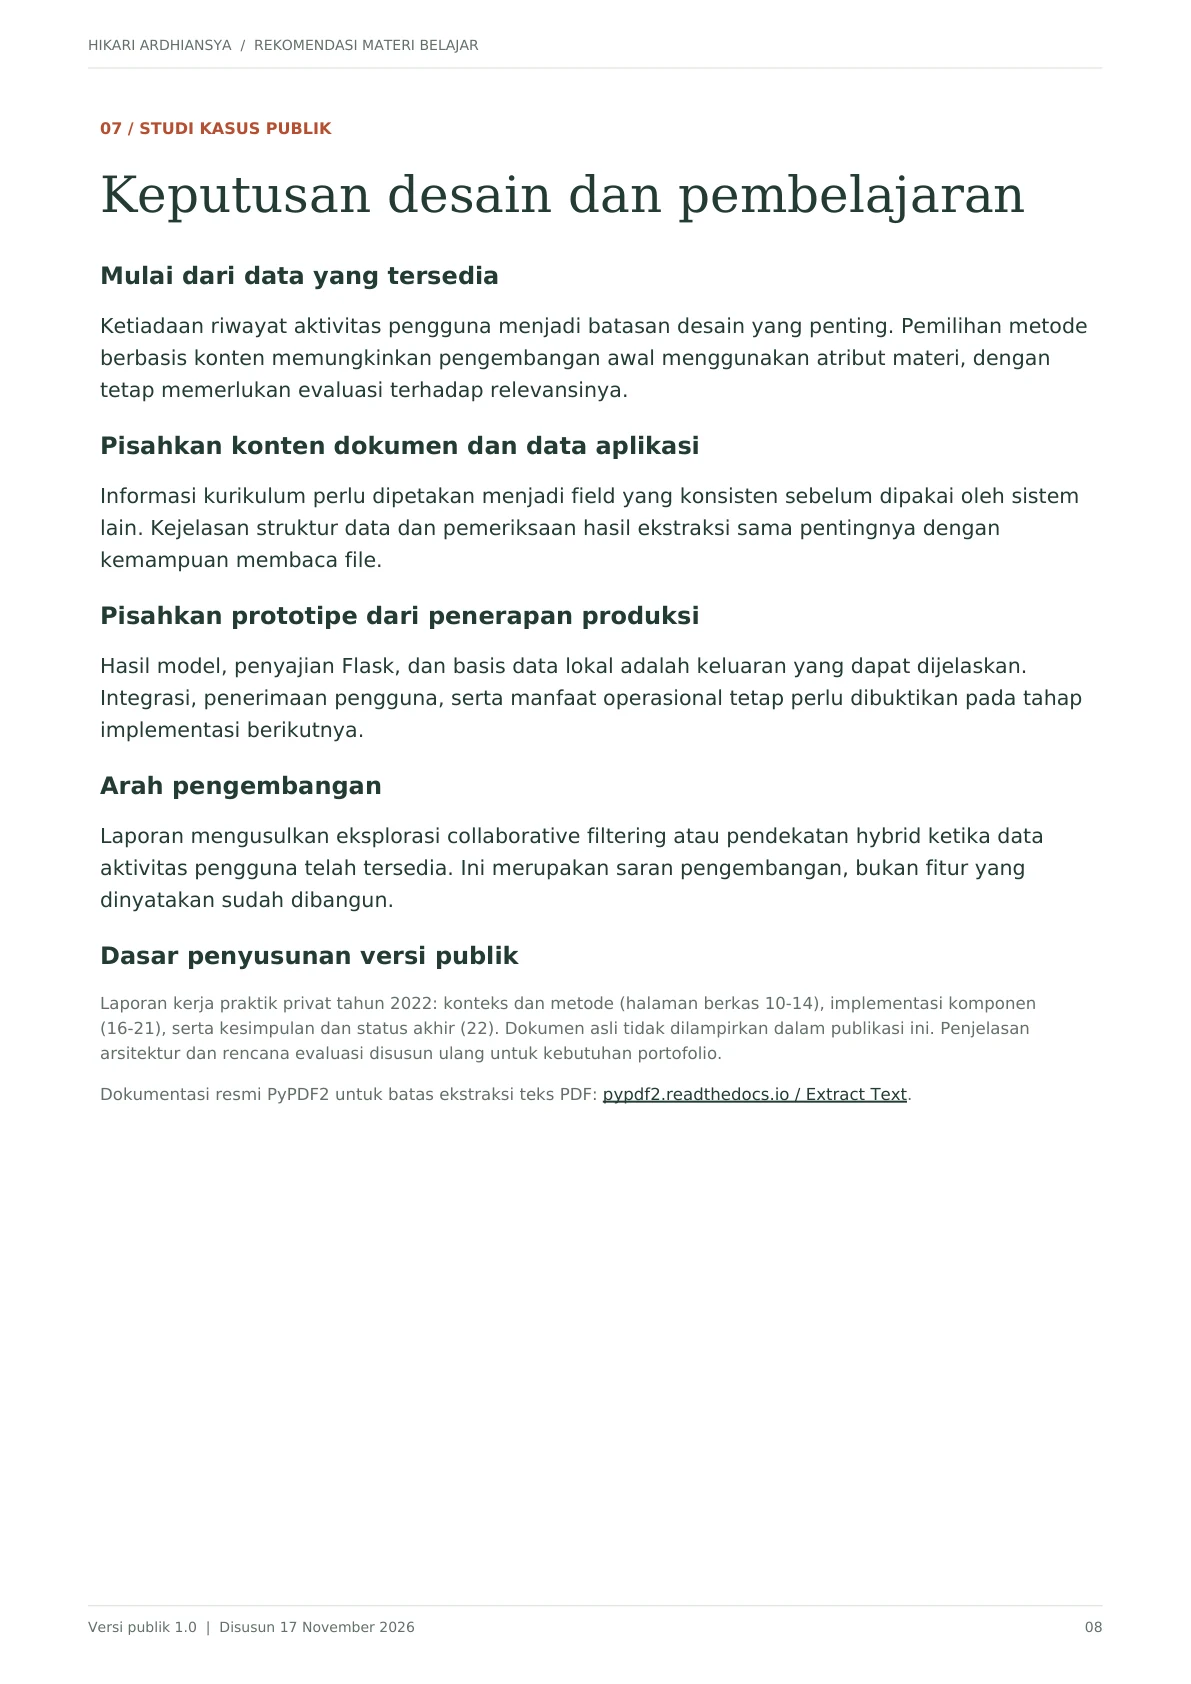 HIKARI ARDHIANSYA / REKOMENDASI MATERI BELAJAR
07 / STUDI KASUS PUBLIK
Keputusan desain dan pembelajaran
Mulai dari data yang tersedia
Ketiadaan riwayat aktivitas pengguna menjadi batasan desain yang penting. Pemilihan metode
berbasis konten memungkinkan pengembangan awal menggunakan atribut materi, dengan
tetap memerlukan evaluasi terhadap relevansinya.
Pisahkan konten dokumen dan data aplikasi
Informasi kurikulum perlu dipetakan menjadi field yang konsisten sebelum dipakai oleh sistem
lain. Kejelasan struktur data dan pemeriksaan hasil ekstraksi sama pentingnya dengan
kemampuan membaca file.
Pisahkan prototipe dari penerapan produksi
Hasil model, penyajian Flask, dan basis data lokal adalah keluaran yang dapat dijelaskan.
Integrasi, penerimaan pengguna, serta manfaat operasional tetap perlu dibuktikan pada tahap
implementasi berikutnya.
Arah pengembangan
Laporan mengusulkan eksplorasi collaborative filtering atau pendekatan hybrid ketika data
aktivitas pengguna telah tersedia. Ini merupakan saran pengembangan, bukan fitur yang
dinyatakan sudah dibangun.
Dasar penyusunan versi publik
Laporan kerja praktik privat tahun 2022: konteks dan metode (halaman berkas 10-14), implementasi komponen
(16-21), serta kesimpulan dan status akhir (22). Dokumen asli tidak dilampirkan dalam publikasi ini. Penjelasan
arsitektur dan rencana evaluasi disusun ulang untuk kebutuhan portofolio.
Dokumentasi resmi PyPDF2 untuk batas ekstraksi teks PDF: pypdf2.readthedocs.io / Extract Text.
Versi publik 1.0 | Disusun 17 November 2026
08